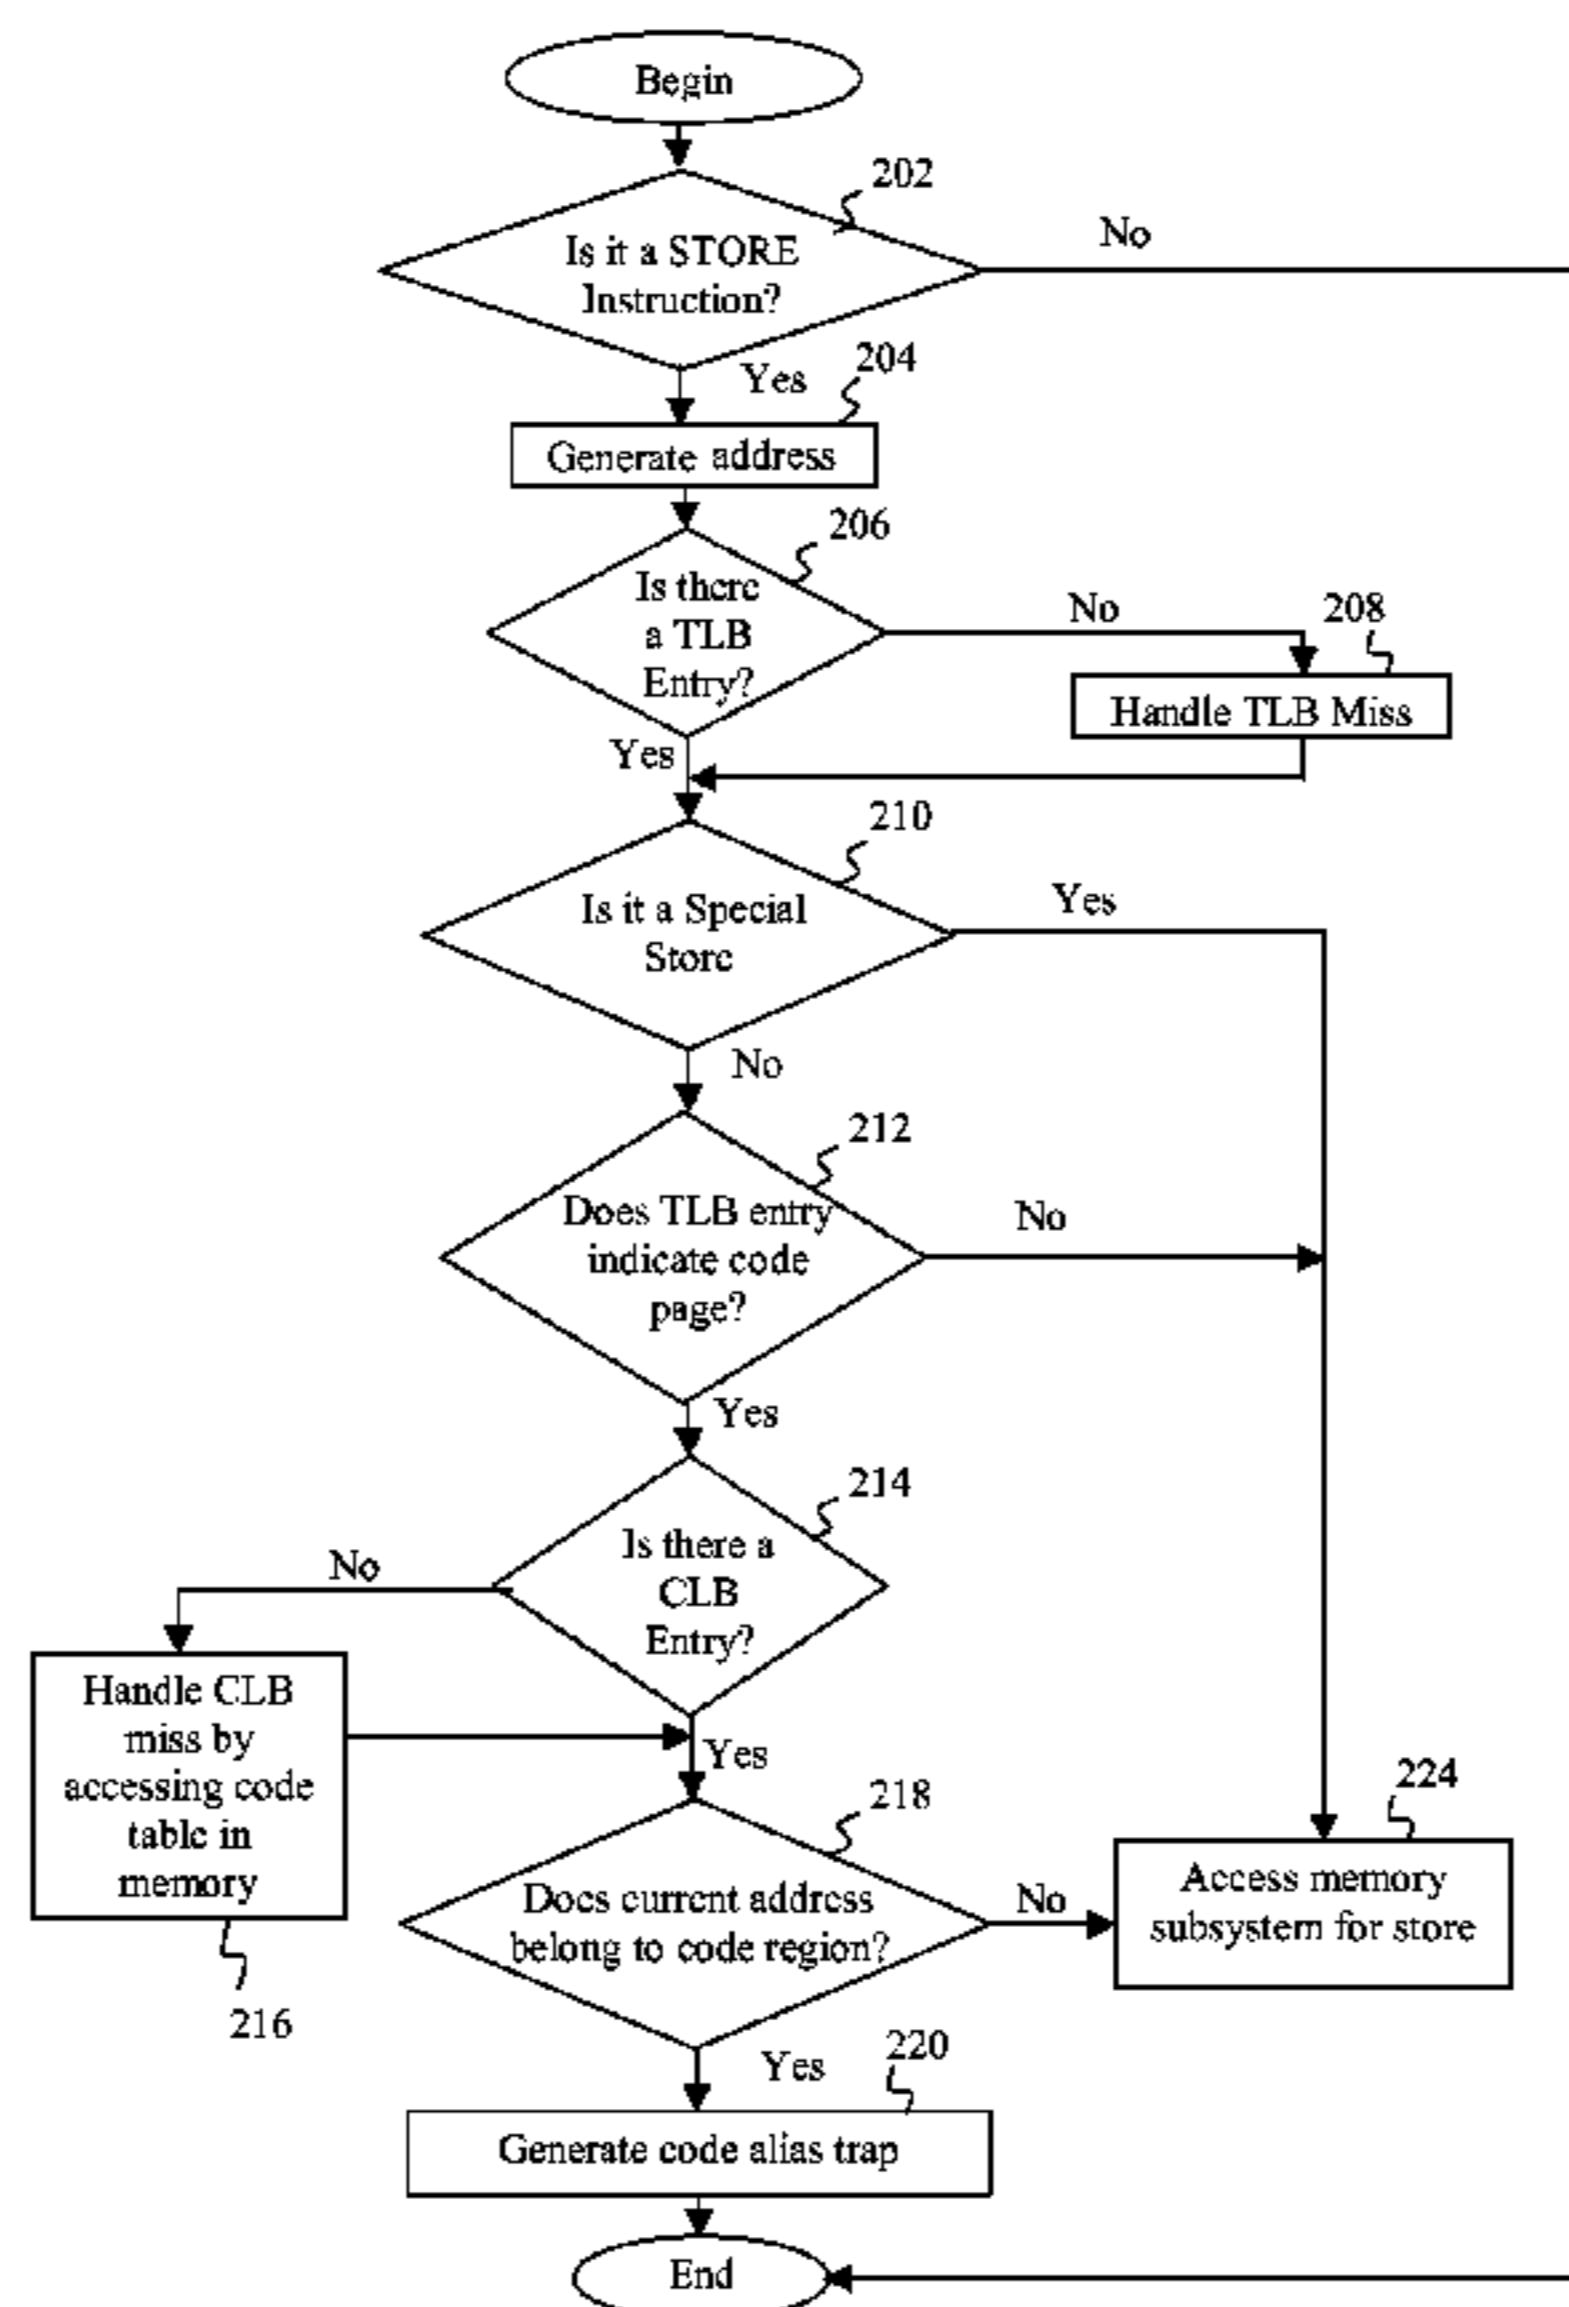 Begin
202
Is it a STORE
Instruction?
No
Yes
204
Generate address
206
Is there
a TLB
Entry?
No
208
Handle TLB Miss
Yes
210
Is it a Special
Store
Yes
No
212
Does TLB entry
indicate code
page?
No
Yes
214
Is there a
CLB
Entry?
No
Handle CLB
miss by
accessing code
table in
memory
216
Yes
218
Does current address
belong to code region?
No
224
Access memory
subsystem for store
Yes
220
Generate code alias trap
End